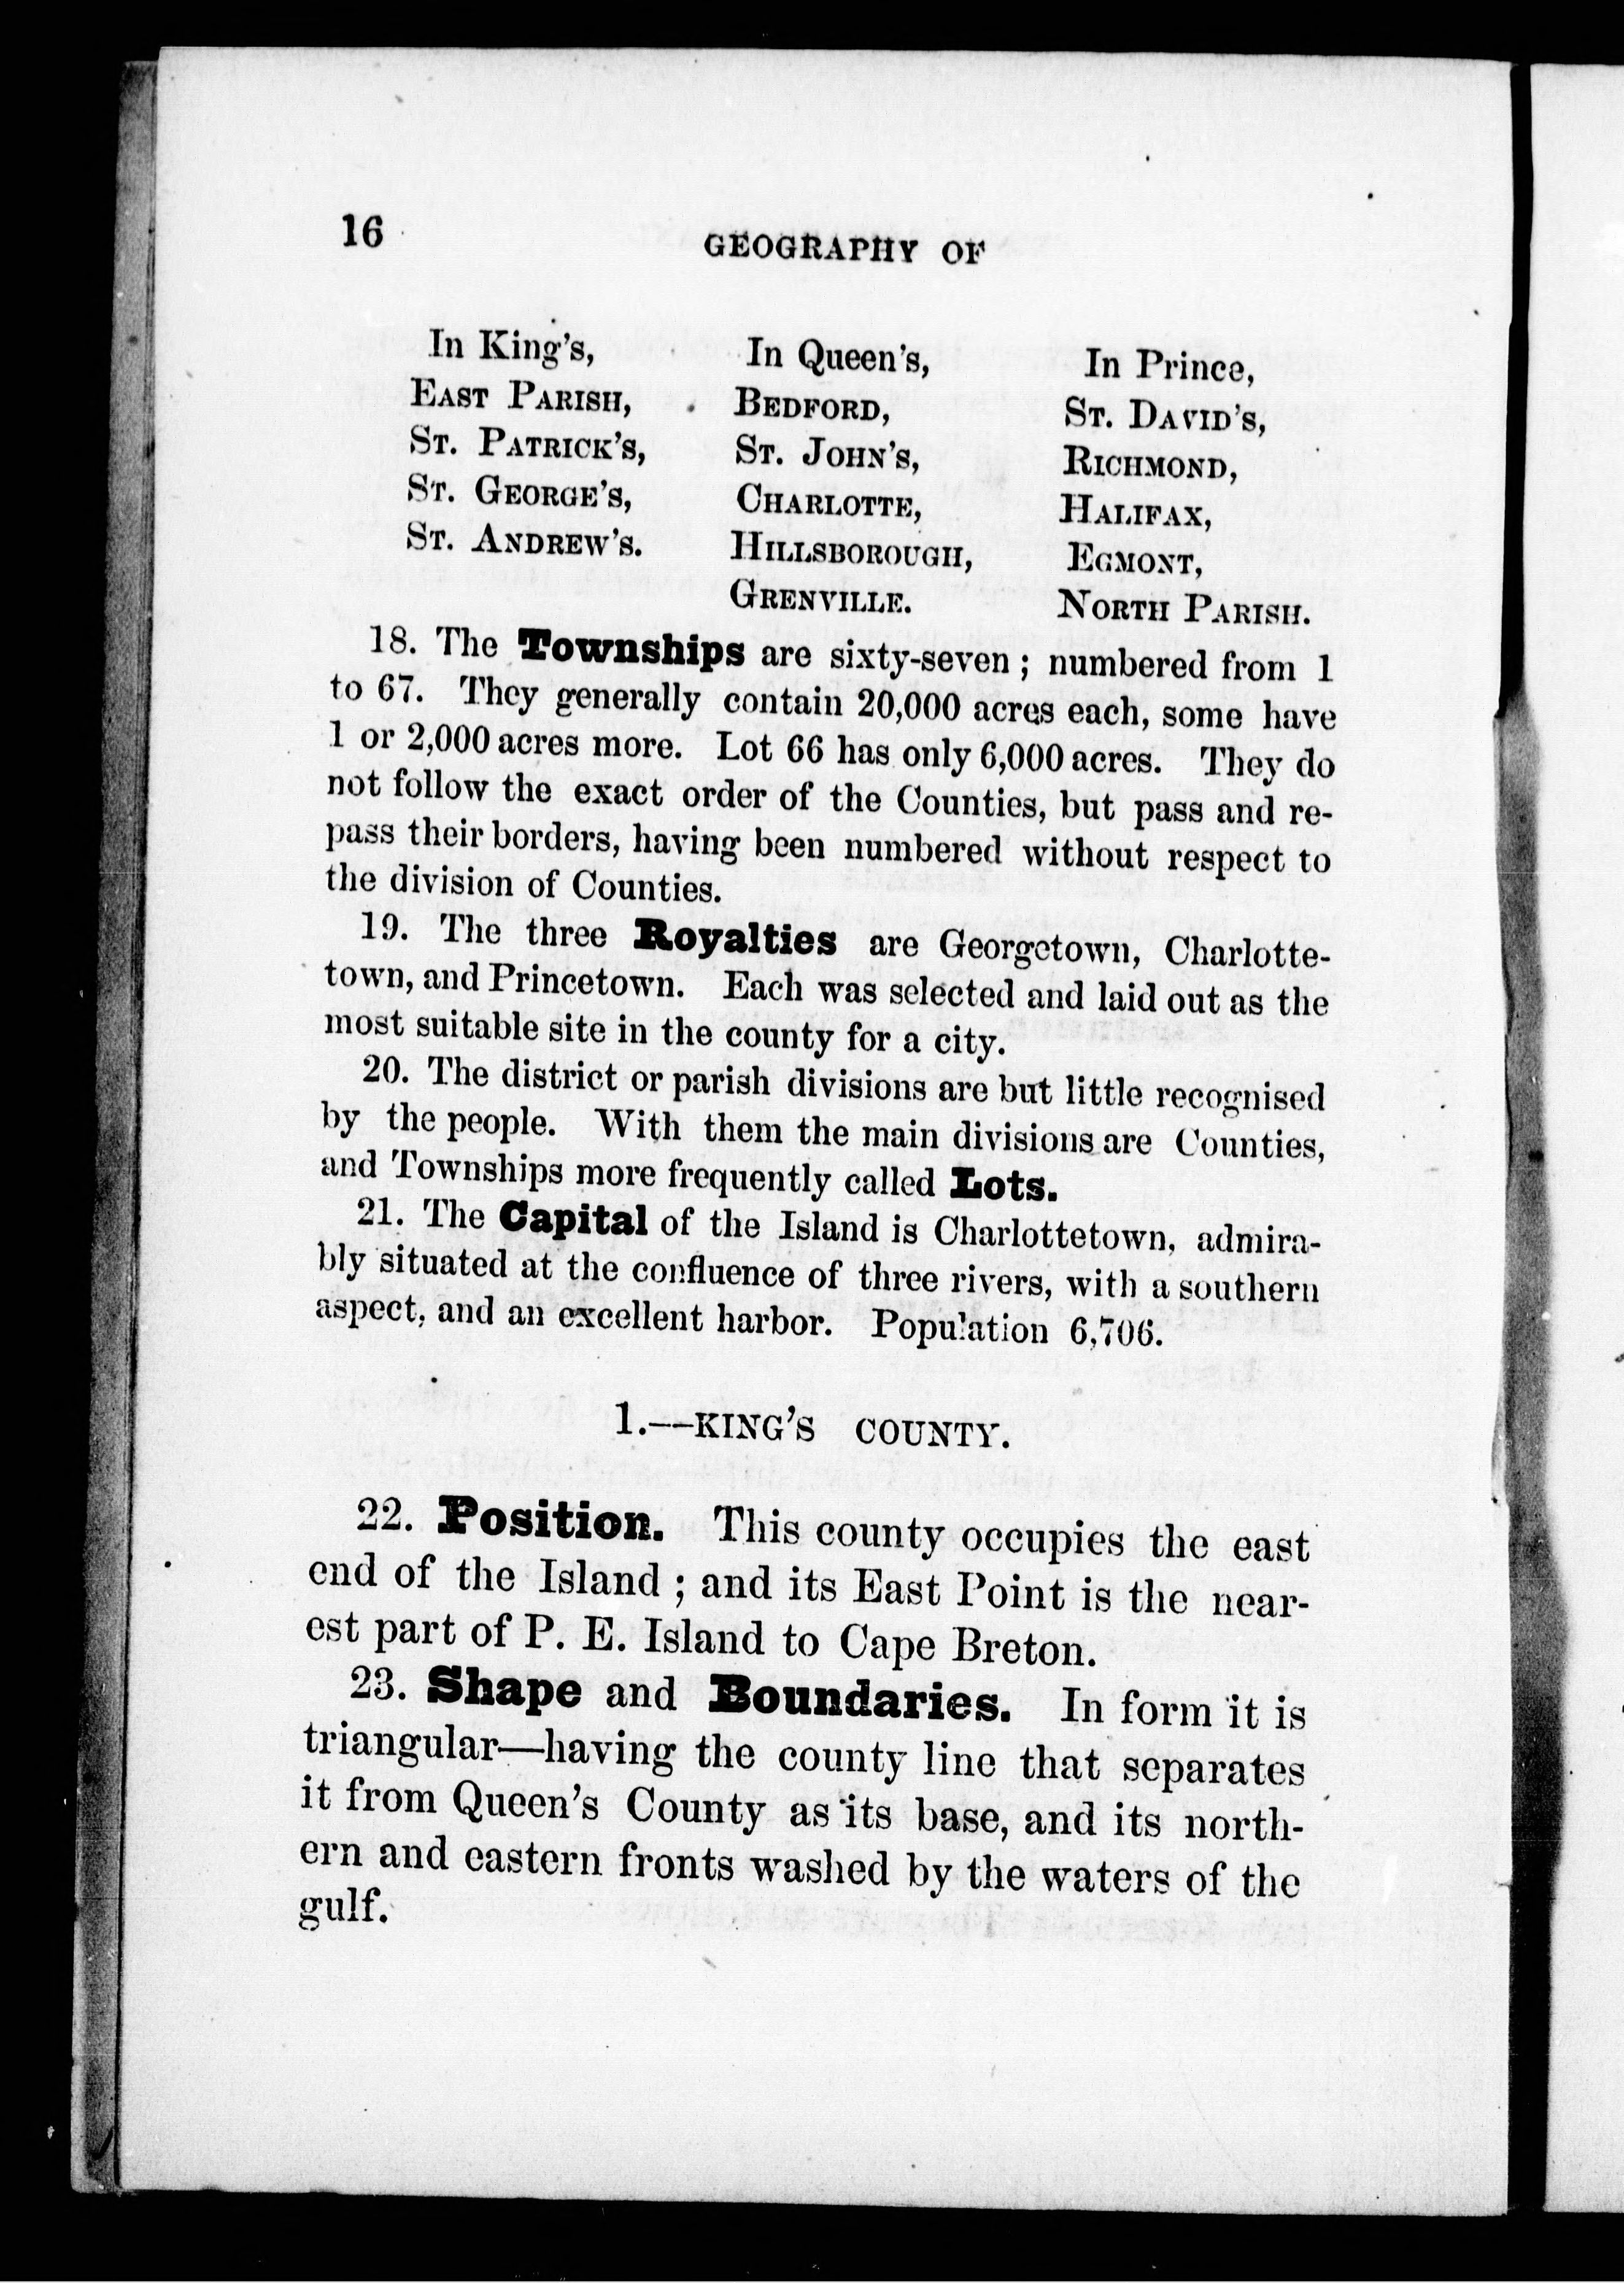 16
GEOGRAPHY OF
In King's, In Queen's, In Prince,
EAST PARISH, BEDFORD, ST. DAVID'S,
ST. PATRICK'S, ST. JOHN'S, RICHMOND,
ST. GEORGE'S, CHARLOTTE, HALIFAX,
ST. ANDREW'S. HILLSBOROUGH, EGMONT,
GRENVILLE. NORTH PARISH.
18. The Townships are sixty-seven; numbered from 1
to 67. They generally contain 20,000 acres each, some have
1 or 2,000 acres more. Lot 66 has only 6,000 acres. They do
not follow the exact order of the Counties, but pass and re-
pass their borders, having been numbered without respect to
the division of Counties.
19. The three Royalties are Georgetown, Charlotte-
town, and Princetown. Each was selected and laid out as the
most suitable site in the county for a city.
20. The district or parish divisions are but little recognised
by the people. With them the main divisions are Counties,
and Townships more frequently called Lots.
21. The Capital of the Island is Charlottetown, admira-
bly situated at the confluence of three rivers, with a southern
aspect, and an excellent harbor. Population 6,706.
1.--KING'S COUNTY.
22. Position. This county occupies the east
end of the Island; and its East Point is the near-
est part of P. E. Island to Cape Breton.
23. Shape and Boundaries. In form it is
triangular—having the county line that separates
it from Queen's County as its base, and its north-
ern and eastern fronts washed by the waters of the
gulf.